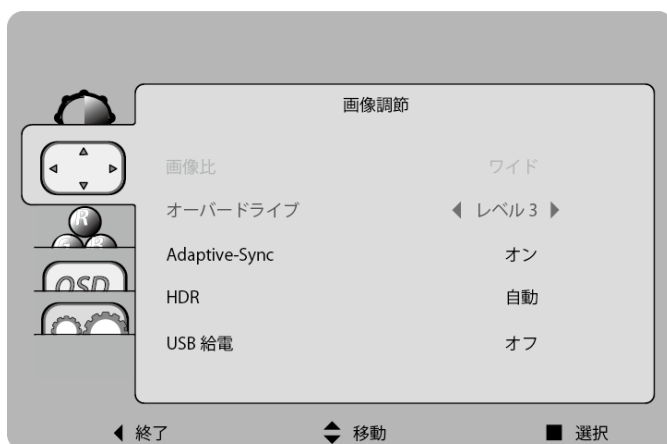 画像調節
画像比 ワイド
オーバードライブ レベル 3
Adaptive-Sync オン
HDR 自動
USB 給電 オフ
R
G B
OSD
終了 移動 選択